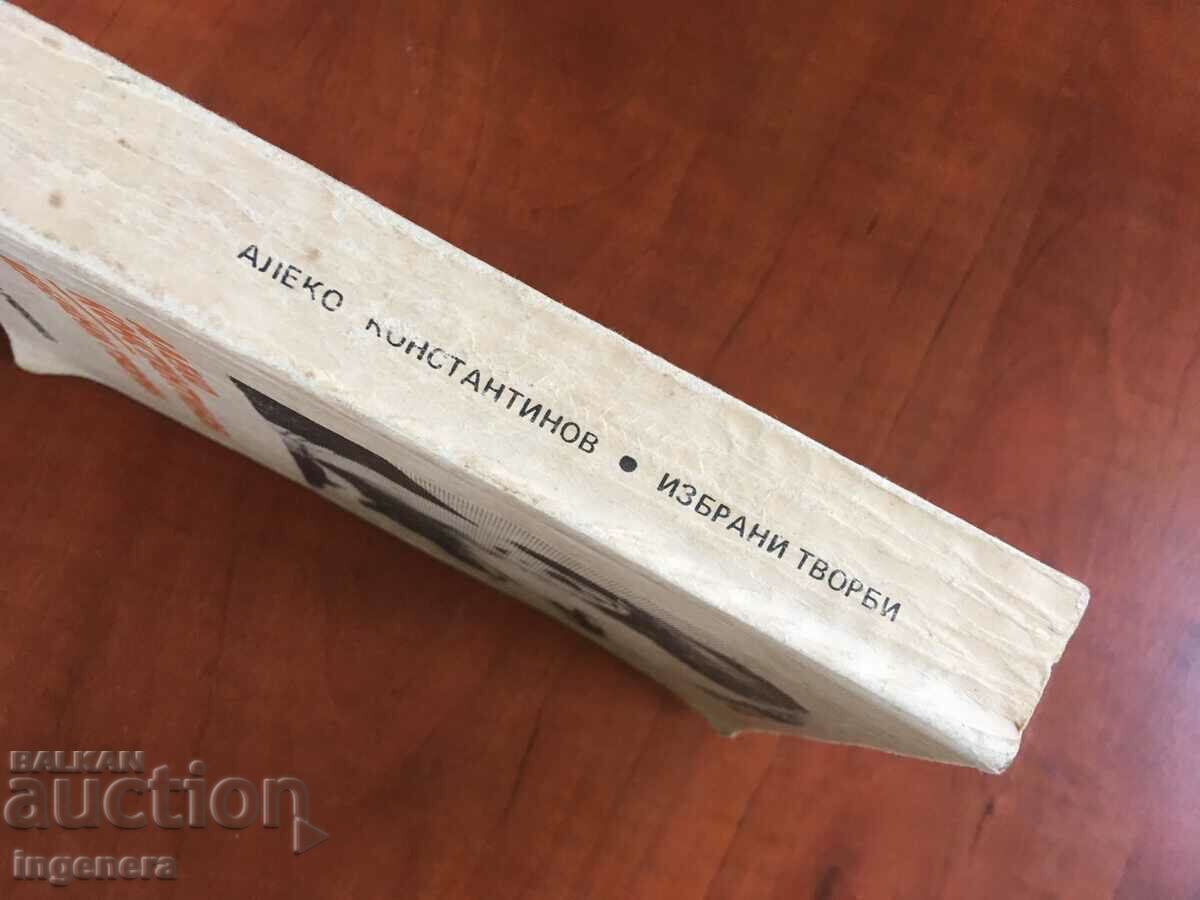 АЛЕКО КОНСТАНТИНОВ • ИЗБРАНИ ТВОРБИ
BALKAN
auction
ingenera